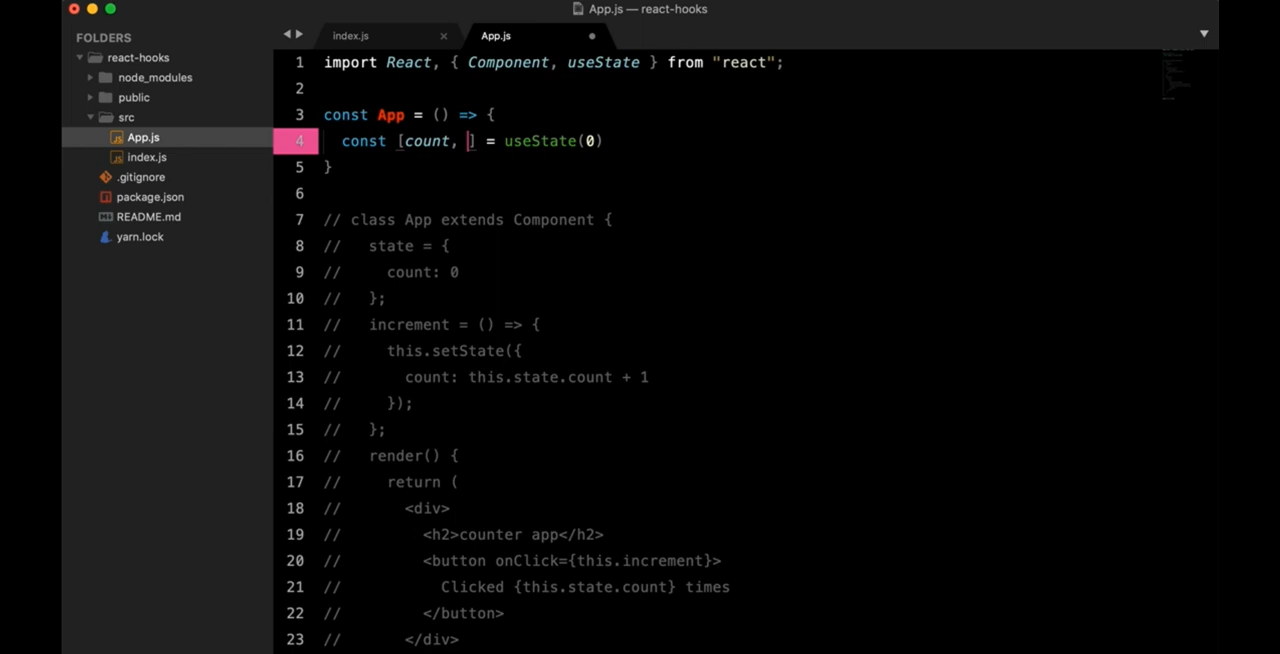 App.js — react-hooks
FOLDERS
react-hooks
node_modules
public
src
App.js
index.js
.gitignore
package.json
README.md
yarn.lock
index.js
App.js
1 import React, { Component, useState } from "react";
2
3 const App = () => {
4 const [count, ] = useState(0)
5 }
6
7 // class App extends Component {
8 // state = {
9 // count: 0
10 // };
11 // increment = () => {
12 // this.setState({
13 // count: this.state.count + 1
14 // });
15 // };
16 // render() {
17 // return (
18 // <div>
19 // <h2>counter app</h2>
20 // <button onClick={this.increment}>
21 // Clicked {this.state.count} times
22 // </button>
23 // </div>